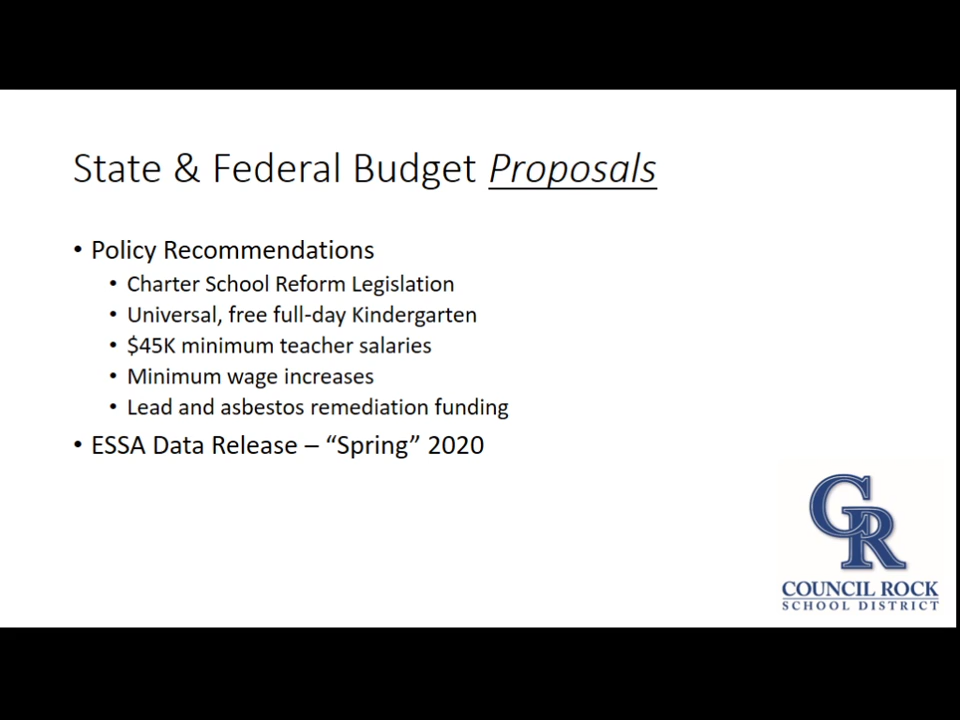 State & Federal Budget Proposals
• Policy Recommendations
• Charter School Reform Legislation
• Universal, free full-day Kindergarten
• $45K minimum teacher salaries
• Minimum wage increases
• Lead and asbestos remediation funding
• ESSA Data Release – “Spring” 2020
CR
COUNCIL ROCK
SCHOOL DISTRICT